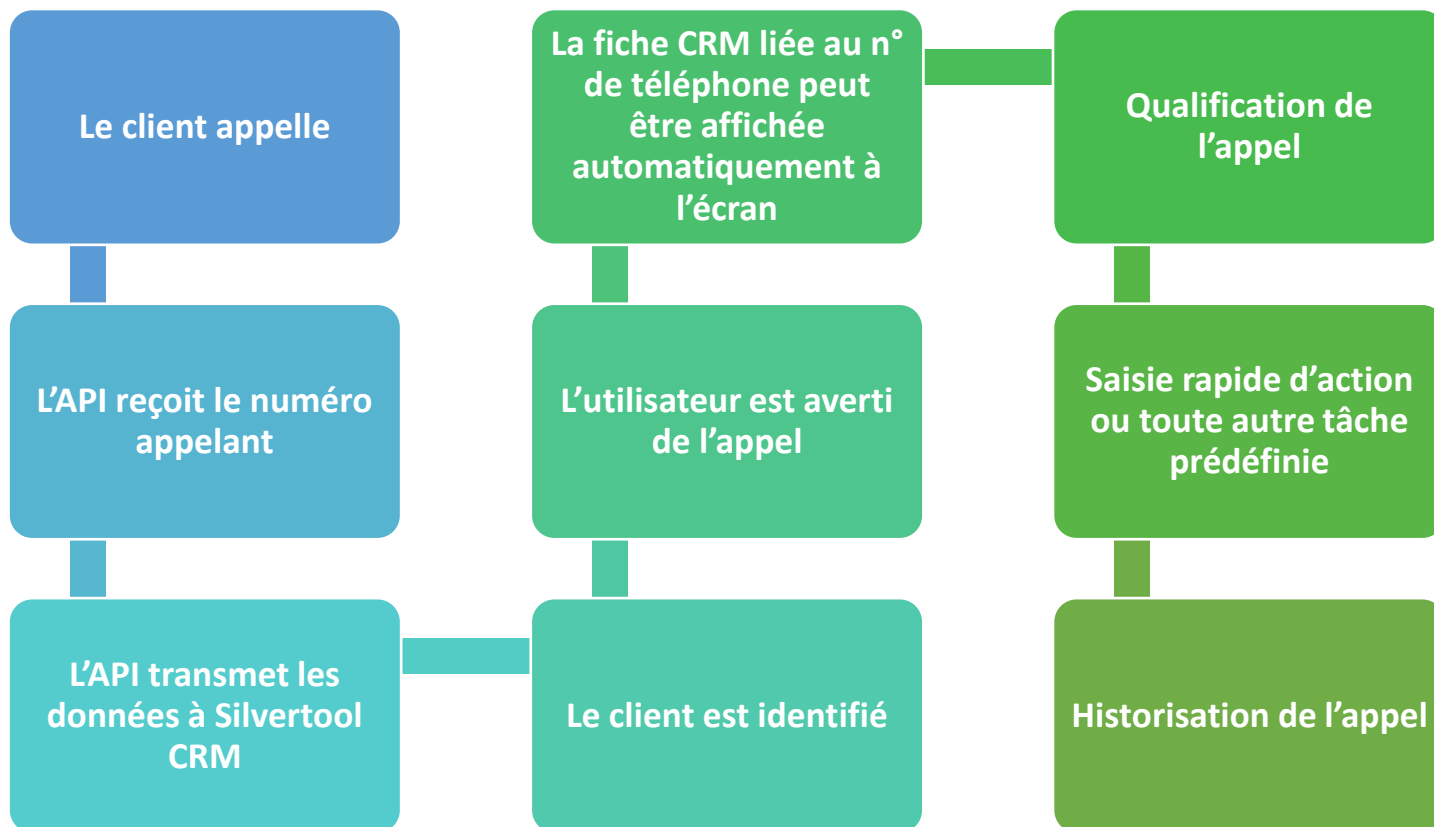 Le client appelle
L’API reçoit le numéro
appelant
L’API transmet les
données à Silvertool
CRM
Le client est identifié
L’utilisateur est averti
de l’appel
La fiche CRM liée au n°
de téléphone peut
être affichée
automatiquement à
l’écran
Qualification de
l’appel
Saisie rapide d’action
ou toute autre tâche
prédéfinie
Historisation de l’appel